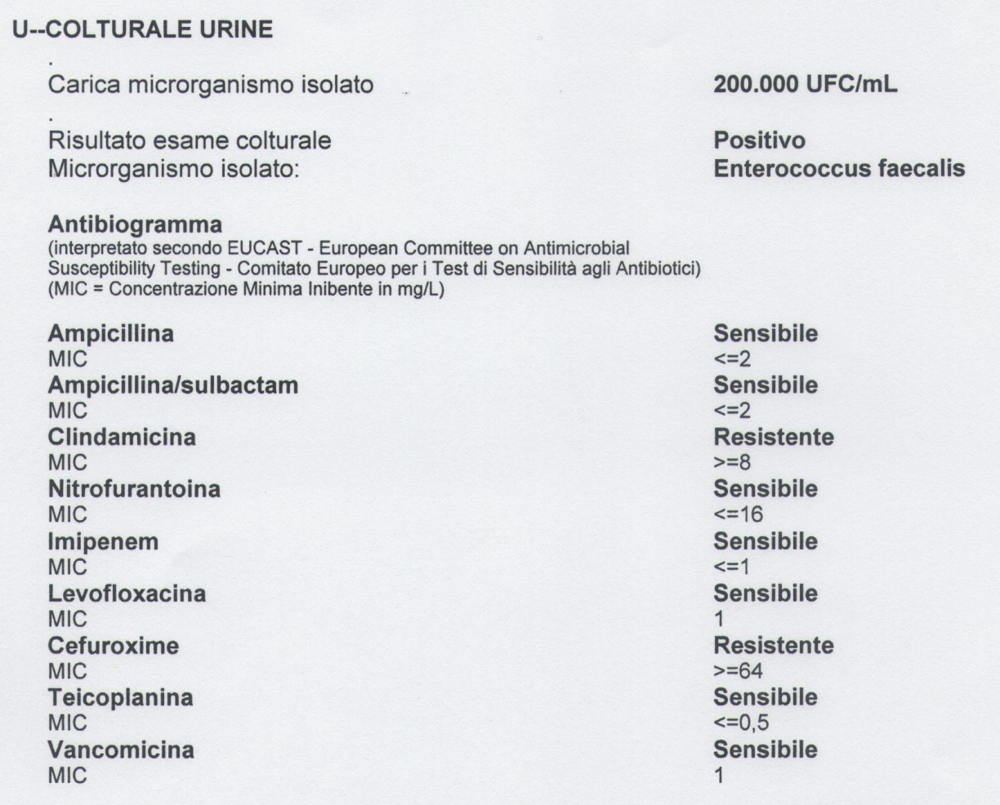 U--COLTURALE URINE
.
Carica microrganismo isolato 200.000 UFC/mL
.
Risultato esame colturale Positivo
Microrganismo isolato: Enterococcus faecalis
Antibiogramma
(interpretato secondo EUCAST - European Committee on Antimicrobial
Susceptibility Testing - Comitato Europeo per i Test di Sensibilità agli Antibiotici)
(MIC = Concentrazione Minima Inibente in mg/L)
Ampicillina Sensibile
MIC <=2
Ampicillina/sulbactam Sensibile
MIC <=2
Clindamicina Resistente
MIC >=8
Nitrofurantoina Sensibile
MIC <=16
Imipenem Sensibile
MIC <=1
Levofloxacina Sensibile
MIC 1
Cefuroxime Resistente
MIC >=64
Teicoplanina Sensibile
MIC <=0,5
Vancomicina Sensibile
MIC 1